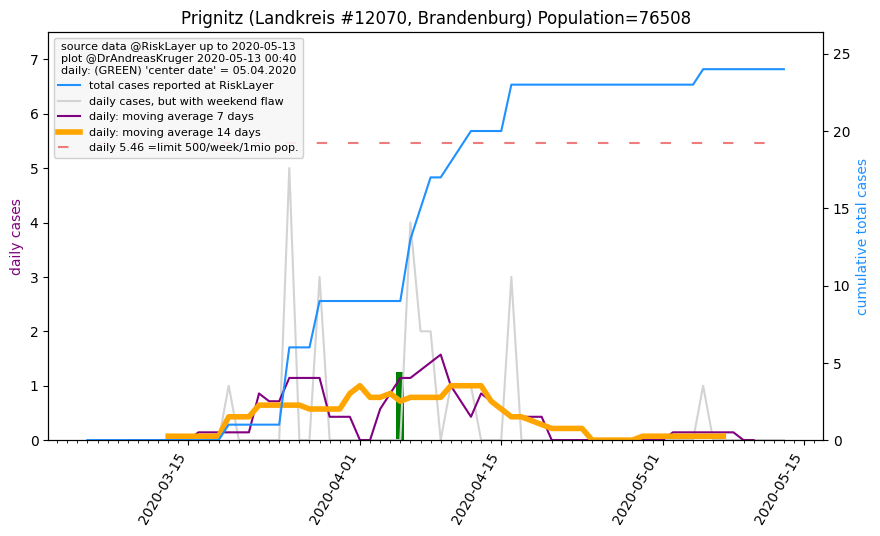 Prignitz (Landkreis #12070, Brandenburg) Population=76508
source data @RiskLayer up to 2020-05-13
plot @DrAndreasKruger 2020-05-13 00:40
daily: (GREEN) 'center date' = 05.04.2020
total cases reported at RiskLayer
daily cases, but with weekend flaw
daily: moving average 7 days
daily: moving average 14 days
daily 5.46 =limit 500/week/1mio pop.
daily cases
7
6
5
4
3
2
1
0
cumulative total cases
25
20
15
10
5
0
2020-03-15
2020-04-01
2020-04-15
2020-05-01
2020-05-15